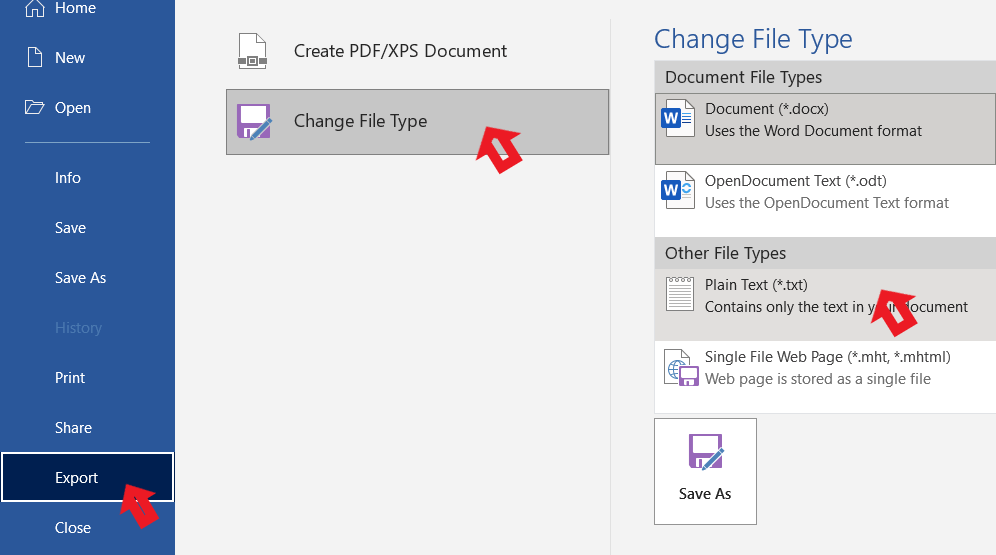 Home
New
Open
Info
Save
Save As
History
Print
Share
Export
Close
Create PDF/XPS Document
Change File Type
Change File Type
Document File Types
Document (*.docx)
Uses the Word Document format
OpenDocument Text (*.odt)
Uses the OpenDocument Text format
Other File Types
Plain Text (*.txt)
Contains only the text in your document
Single File Web Page (*.mht, *.mhtml)
Web page is stored as a single file
Save As